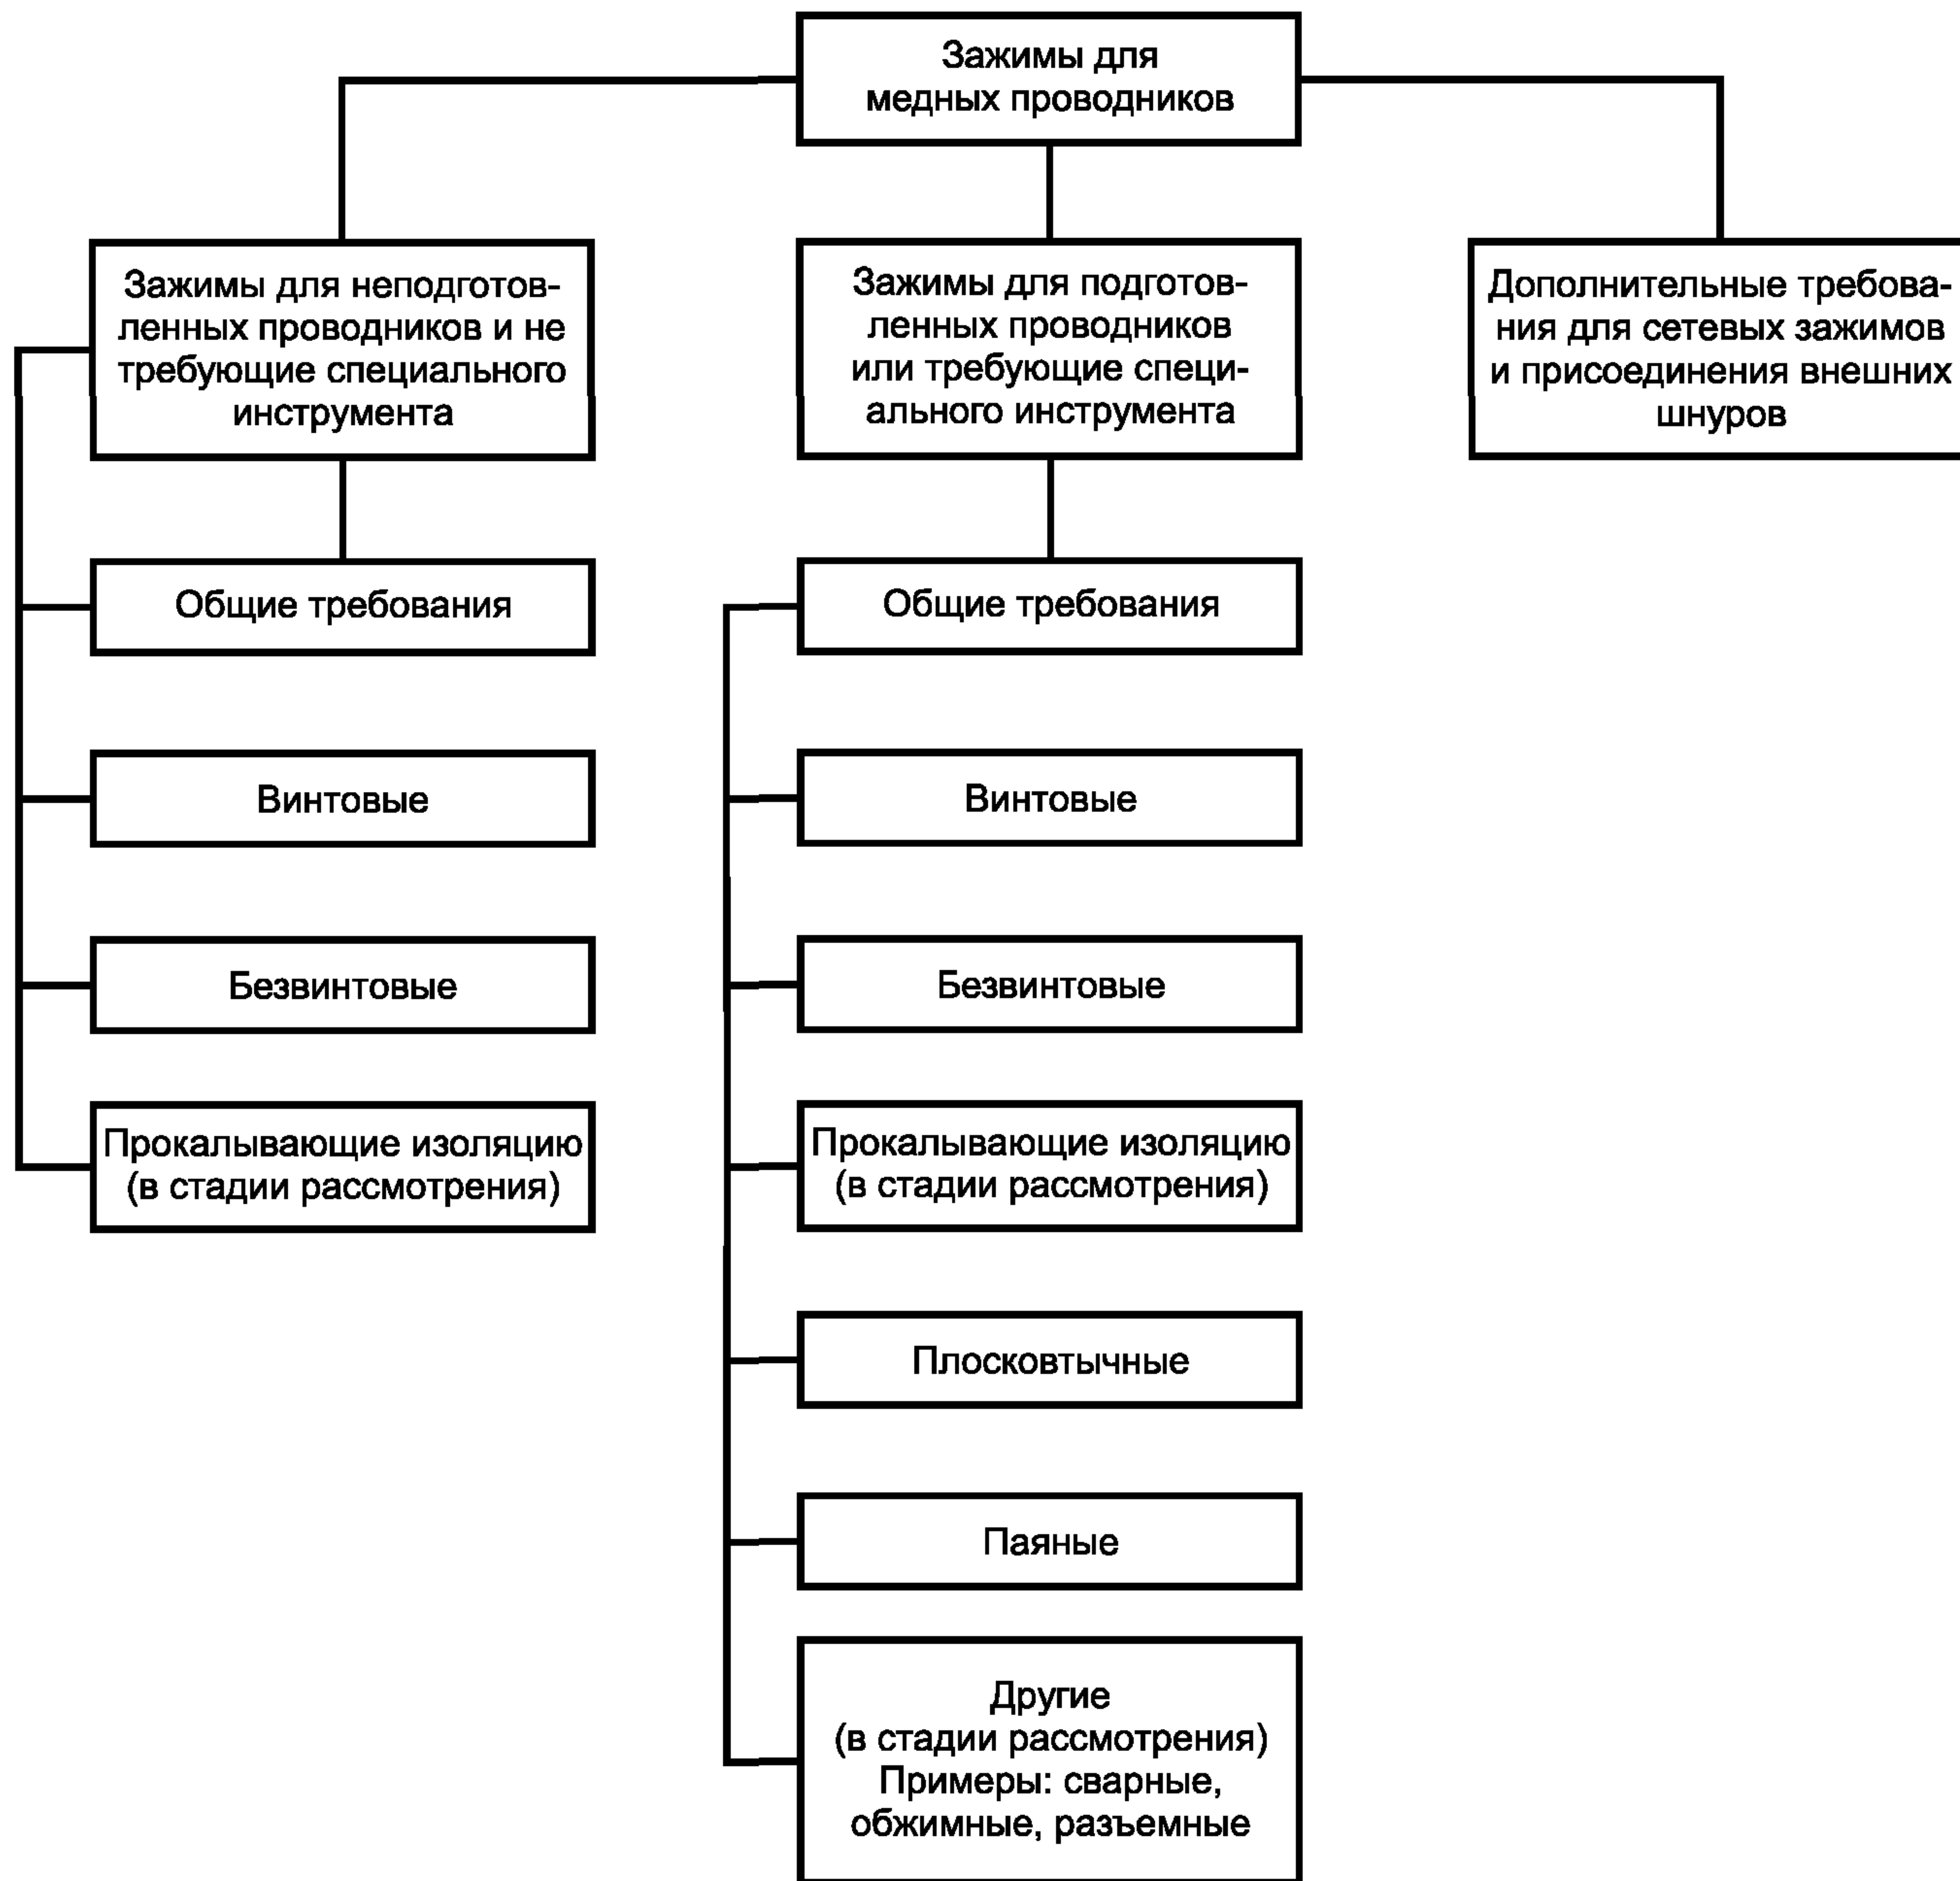 Зажимы для
медных проводников
Зажимы для неподготов-
ленных проводников и не
требующие специального
инструмента
Зажимы для подготов-
ленных проводников
или требующие специ-
ального инструмента
Дополнительные требова-
ния для сетевых зажимов
и присоединения внешних
шнуров
Общие требования
Винтовые
Безвинтовые
Прокалывающие изоляцию
(в стадии рассмотрения)
Общие требования
Винтовые
Безвинтовые
Прокалывающие изоляцию
(в стадии рассмотрения)
Плосковтычные
Паяные
Другие
(в стадии рассмотрения)
Примеры: сварные,
обжимные, разъемные